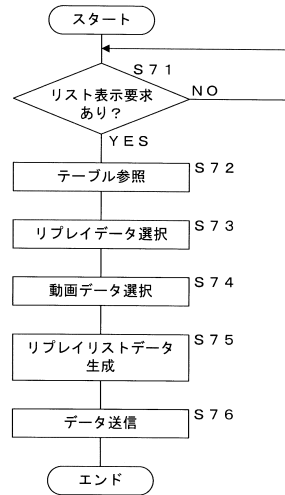 スタート
S71
リスト表示要求
あり？
NO
YES
テーブル参照
S72
リプレイデータ選択
S73
動画データ選択
S74
リプレイリストデータ
生成
S75
データ送信
S76
エンド